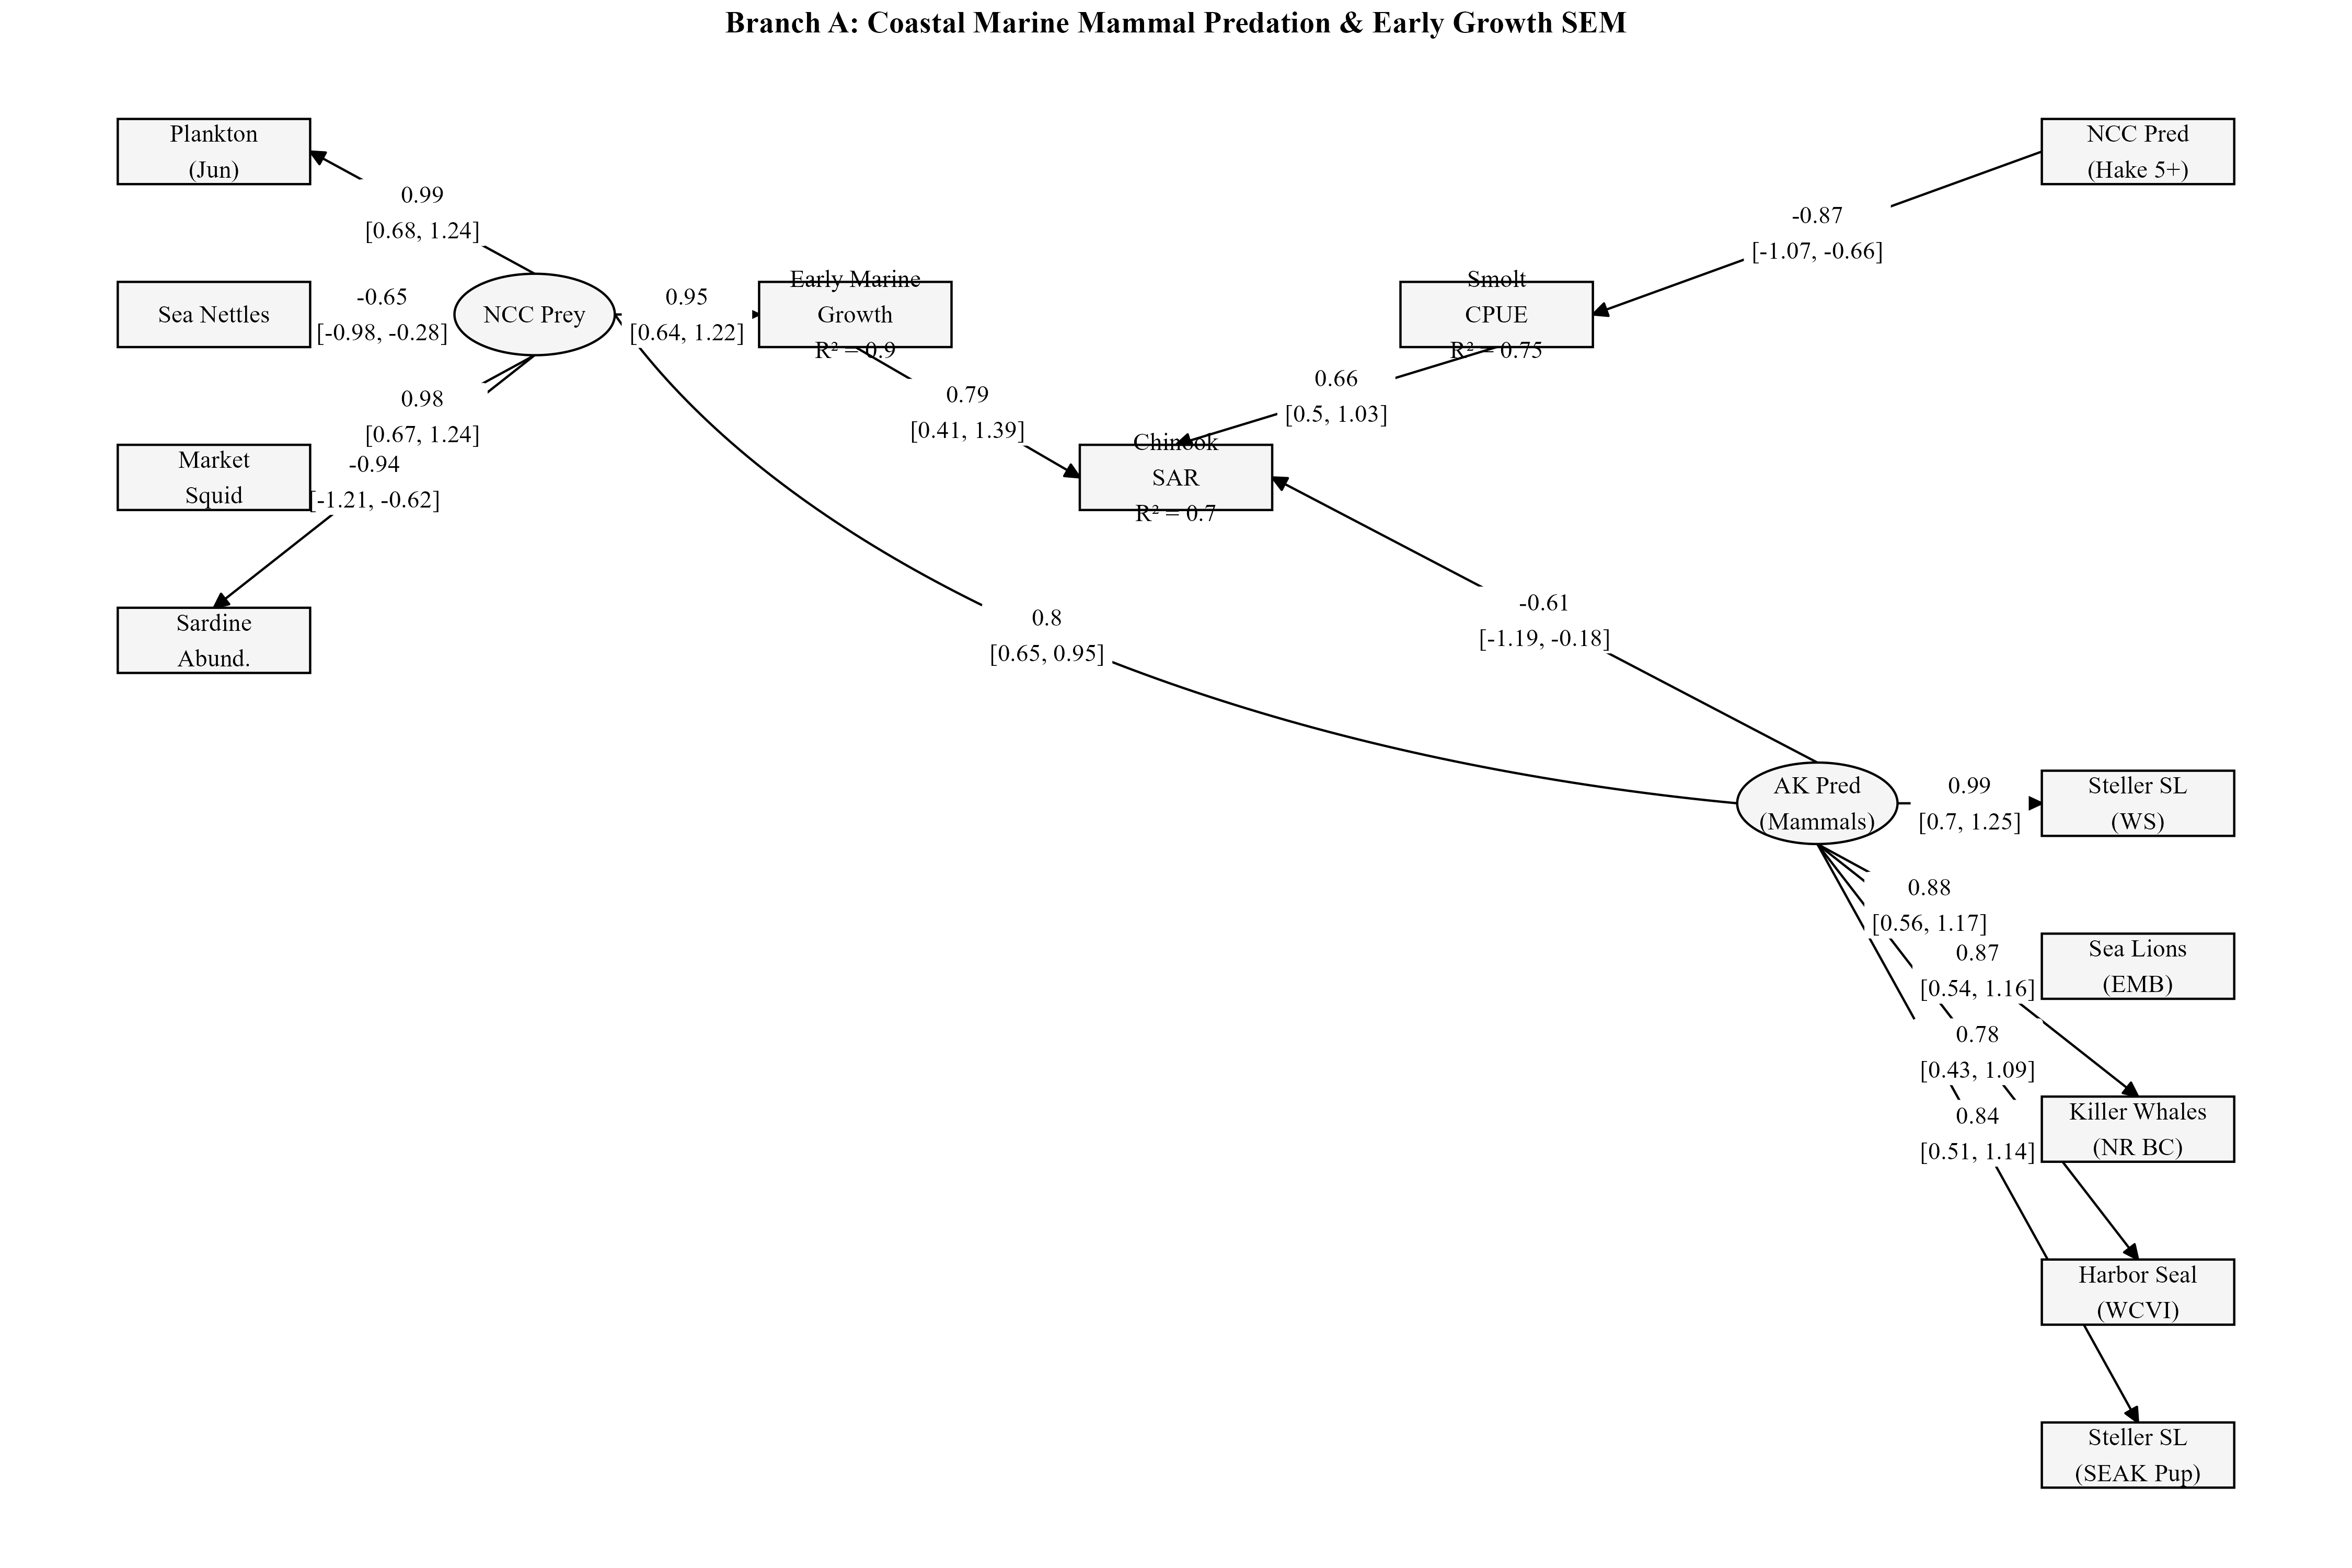 Branch A: Coastal Marine Mammal Predation & Early Growth SEM
Plankton
(Jun)
NCC Pred
(Hake 5+)
0.99
[0.68, 1.24]
-0.87
[-1.07, -0.66]
Sea Nettles
-0.65
[-0.98, -0.28]
NCC Prey
0.95
[0.64, 1.22]
Early Marine
Growth
R² = 0.9
Smolt
CPUE
R² = 0.75
0.98
[0.67, 1.24]
0.79
[0.41, 1.39]
0.66
[0.5, 1.03]
Market
Squid
-0.94
[-1.21, -0.62]
Chinook
SAR
R² = 0.7
Sardine
Abund.
0.8
[0.65, 0.95]
-0.61
[-1.19, -0.18]
AK Pred
(Mammals)
0.99
[0.7, 1.25]
Steller SL
(WS)
0.88
[0.56, 1.17]
0.87
[0.54, 1.16]
Sea Lions
(EMB)
0.78
[0.43, 1.09]
0.84
[0.51, 1.14]
Killer Whales
(NR BC)
Harbor Seal
(WCVI)
Steller SL
(SEAK Pup)